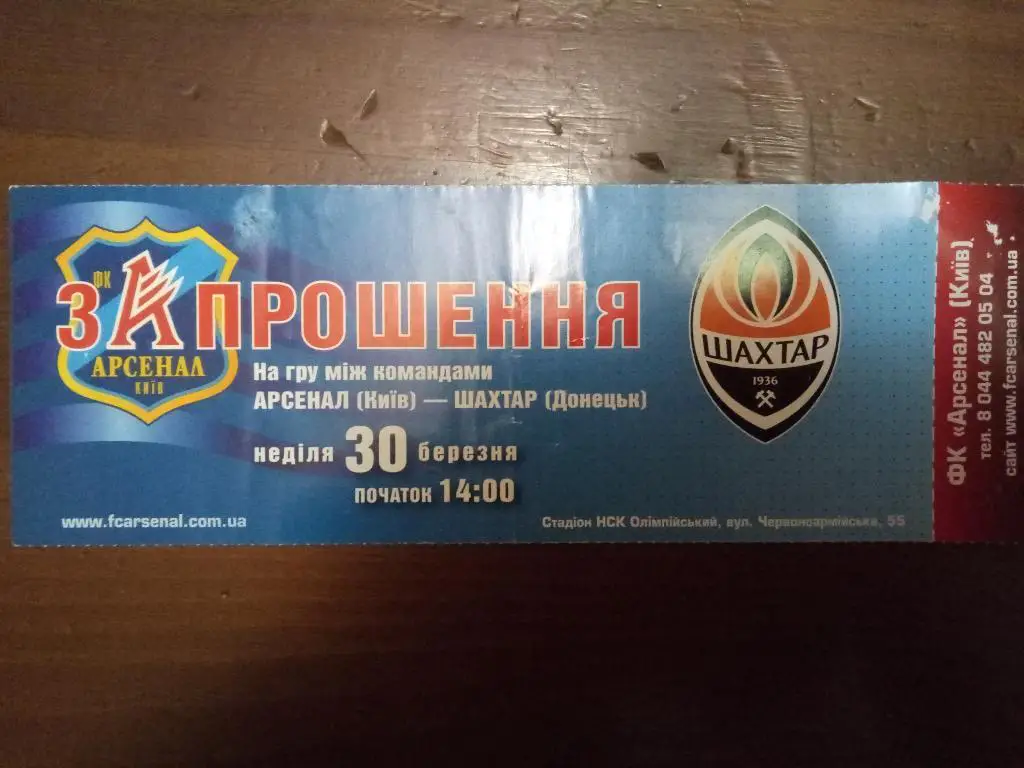 ФК
ЗАПРОШЕННЯ
АРСЕНАЛ
КИЇВ
На гру між командами
АРСЕНАЛ (Київ) — ШАХТАР (Донецьк)
неділя 30 березня
ПОЧАТОК 14:00
www.fcarsenal.com.ua
Стадіон НСК Олімпійський, вул. Червоноармійська, 55
ШАХТАР
1936
ФК «Арсенал» (Київ)
тел. 8 044 482 05 04
сайт www.fcarsenal.com.ua